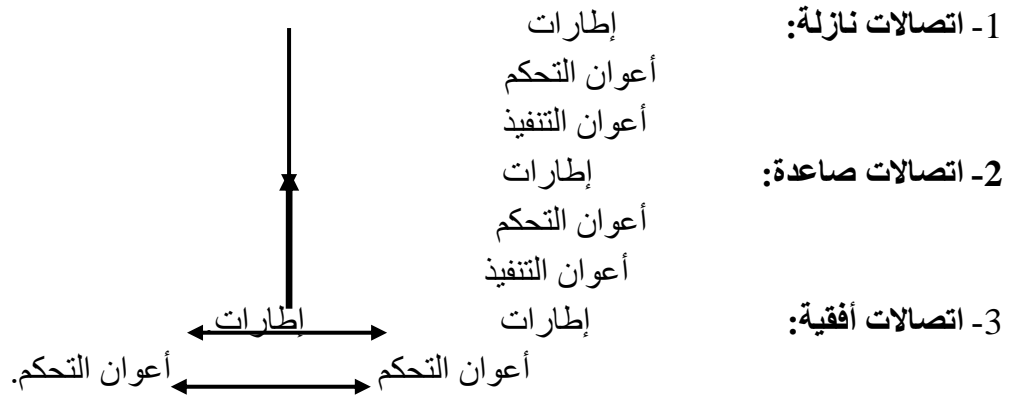 1- اتصالات نازلة: إطارات
أعوان التحكم
أعوان التنفيذ
2- اتصالات صاعدة: إطارات
أعوان التحكم
أعوان التنفيذ
3- اتصالات أفقية: إطارات إطارات.
أعوان التحكم أعوان التحكم.